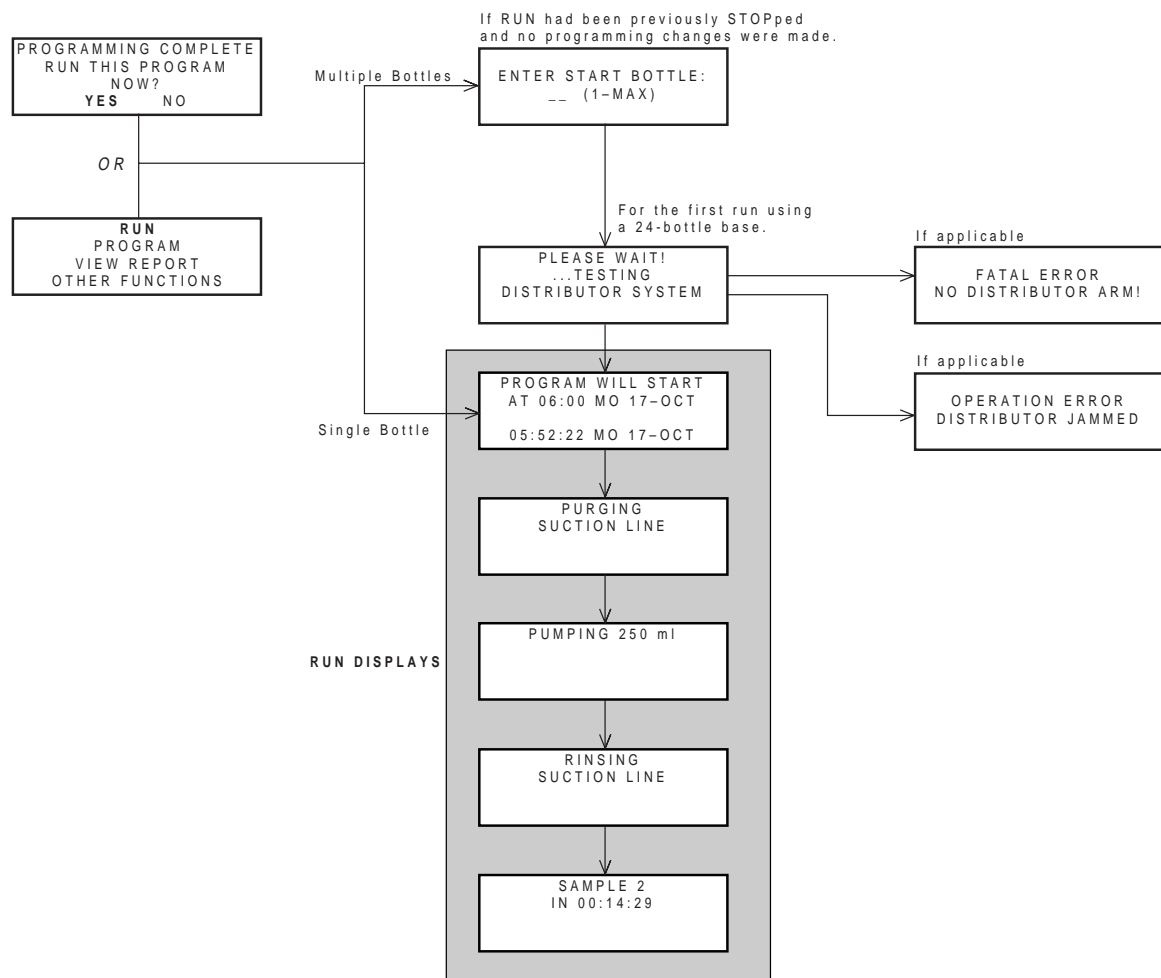 If RUN had been previously STOPped
and no programming changes were made.
PROGRAMMING COMPLETE
RUN THIS PROGRAM
NOW?
YES NO
Multiple Bottles
ENTER START BOTTLE:
__ (1–MAX)
OR
RUN
PROGRAM
VIEW REPORT
OTHER FUNCTIONS
For the first run using
a 24-bottle base.
PLEASE WAIT!
...TESTING
DISTRIBUTOR SYSTEM
If applicable
FATAL ERROR
NO DISTRIBUTOR ARM!
If applicable
OPERATION ERROR
DISTRIBUTOR JAMMED
Single Bottle
PROGRAM WILL START
AT 06:00 MO 17–OCT
05:52:22 MO 17–OCT
PURGING
SUCTION LINE
RUN DISPLAYS
PUMPING 250 ml
RINSING
SUCTION LINE
SAMPLE 2
IN 00:14:29